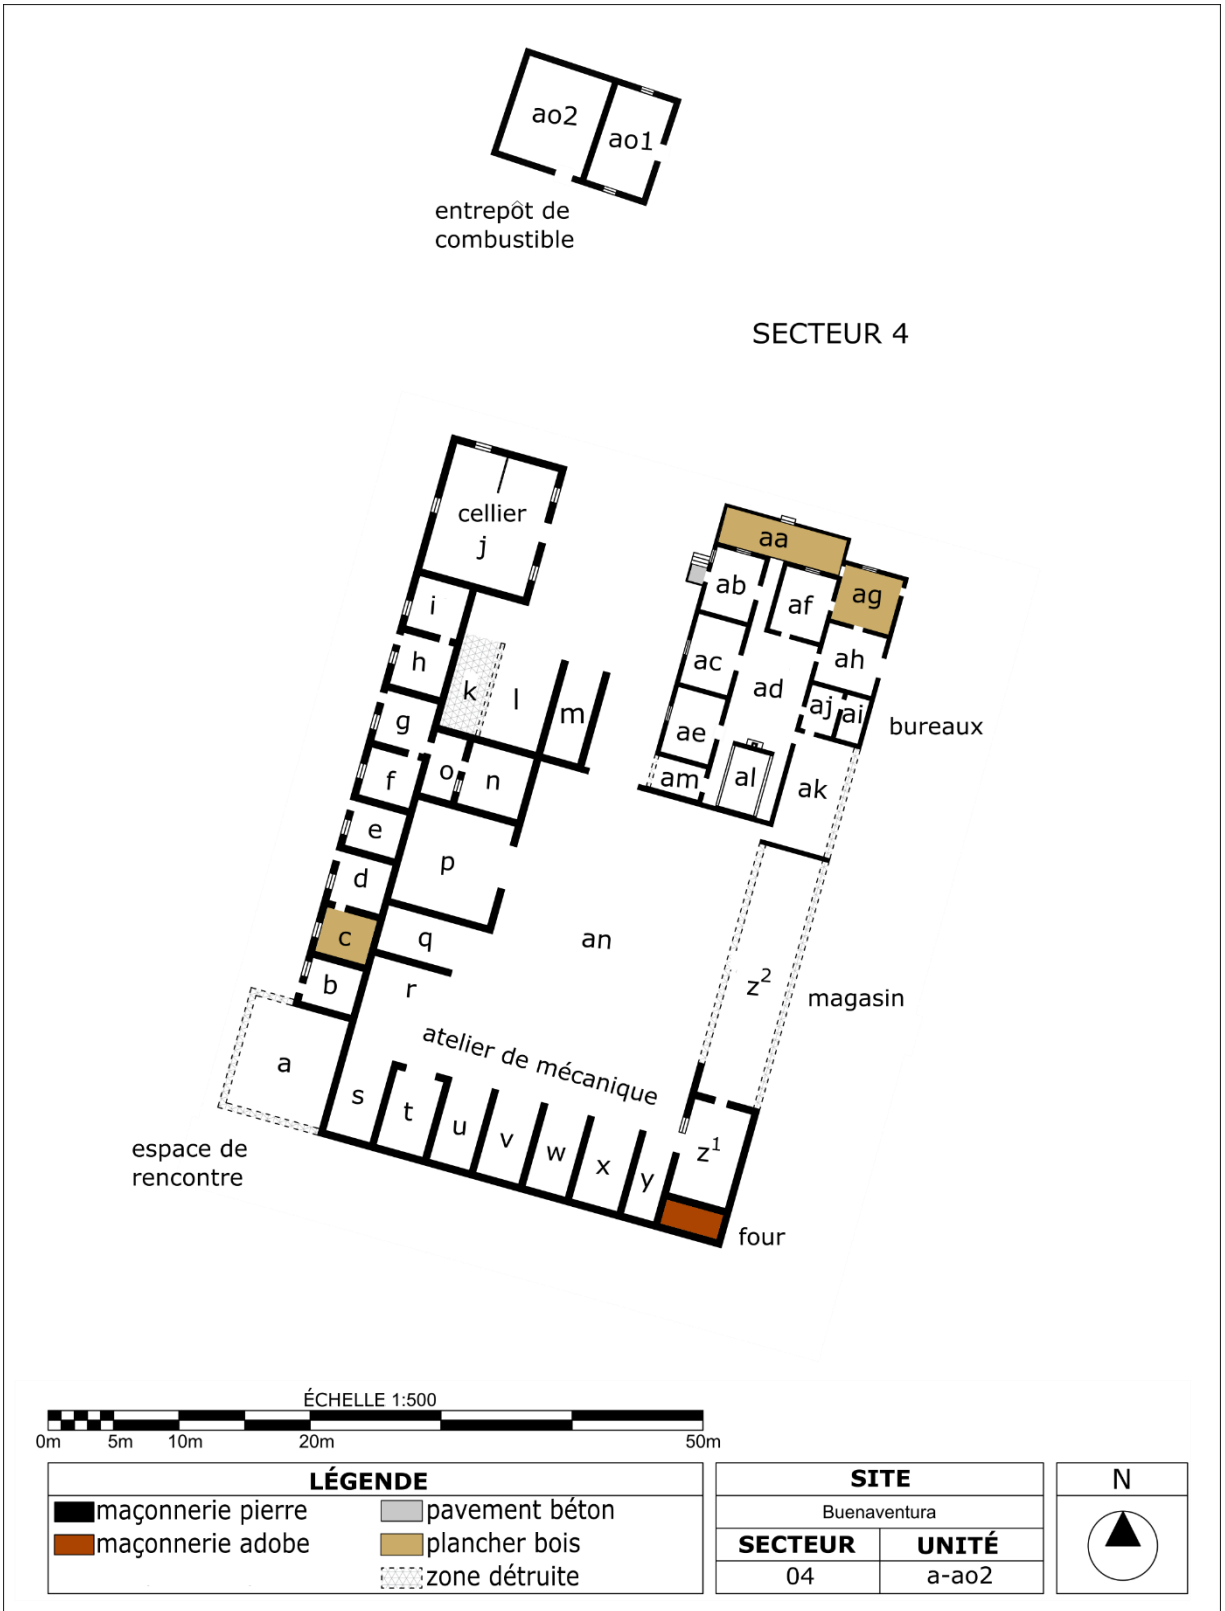 ao2
ao1
entrepôt de
combustible
SECTEUR 4
cellier
j
aa
ab
af
ag
i
h
ac
ah
k
l
m
ad
aj
ai
g
ae
bureaux
o
n
f
am
al
ak
e
p
d
c
q
an
b
r
z²
magasin
a
atelier de mécanique
s
t
u
v
w
x
y
z¹
espace de
rencontre
four
ÉCHELLE 1:500
0m 5m 10m 20m 50m
LÉGENDE
maçonnerie pierre
pavement béton
maçonnerie adobe
plancher bois
zone détruite
SITE
Buenaventura
SECTEUR UNITÉ
04 a-ao2
N